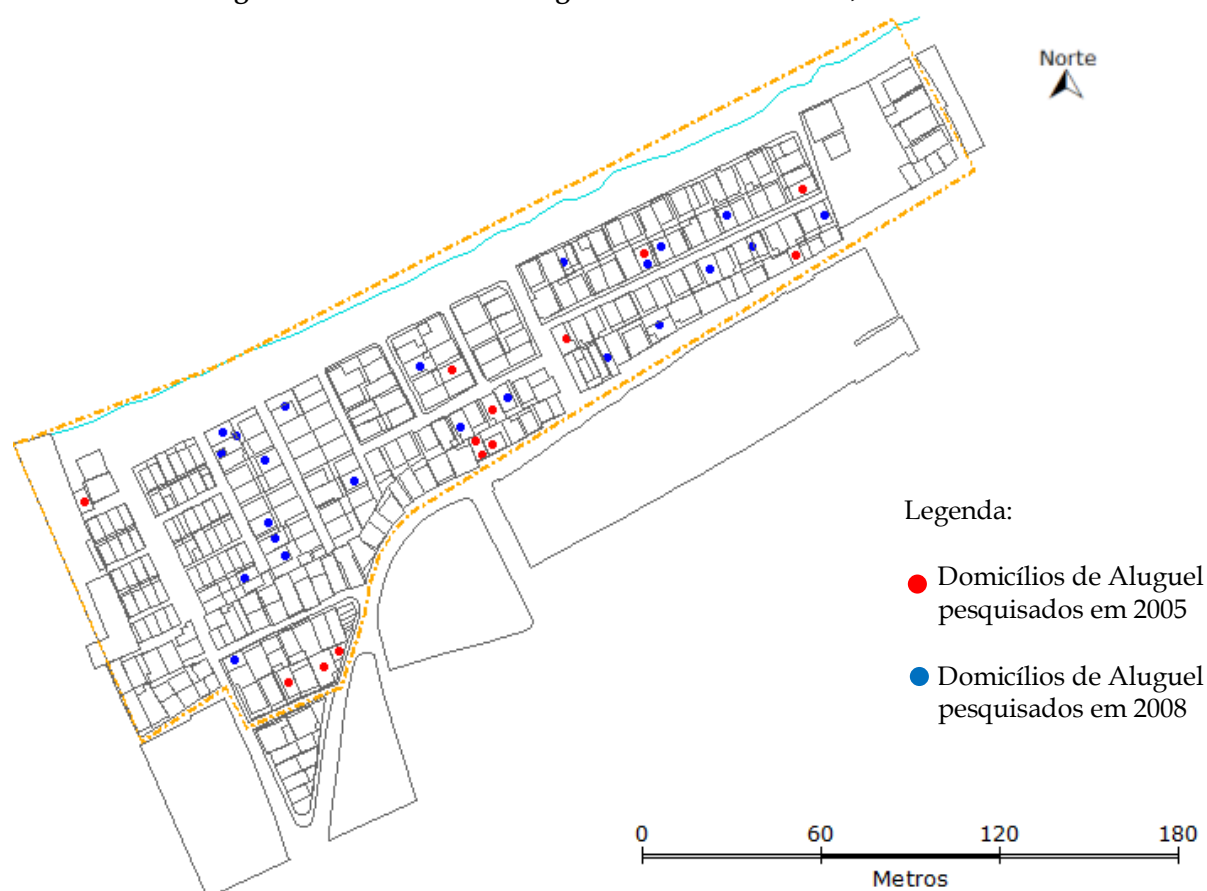 Norte
Legenda:
Domicílios de Aluguel
pesquisados em 2005
Domicílios de Aluguel
pesquisados em 2008
0 60 120 180
Metros